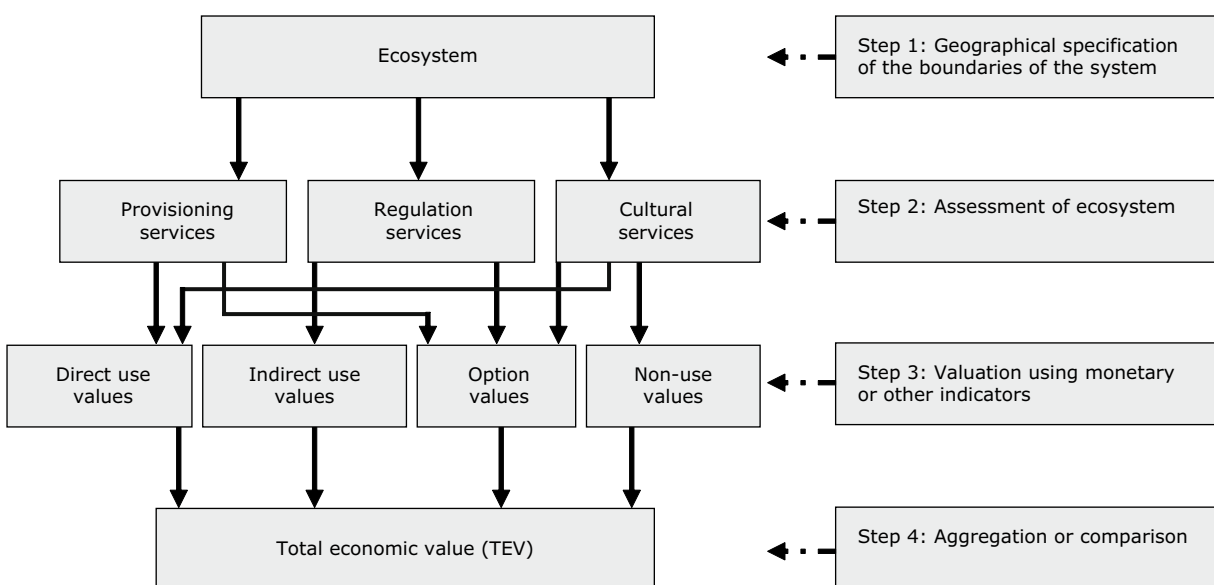 Ecosystem
Step 1: Geographical specification
of the boundaries of the system
Provisioning
services
Regulation
services
Cultural
services
Step 2: Assessment of ecosystem
Direct use
values
Indirect use
values
Option
values
Non-use
values
Step 3: Valuation using monetary
or other indicators
Total economic value (TEV)
Step 4: Aggregation or comparison